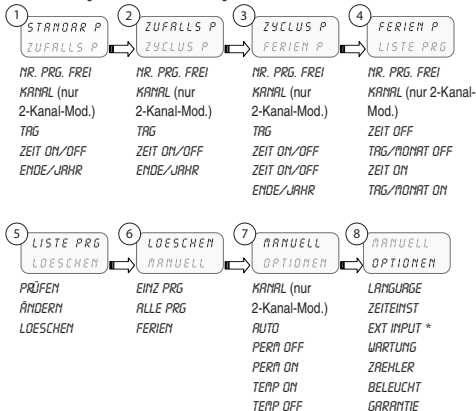 1
STANDAR P
ZUFALLS P
NR. PRG. FREI
KANAL (nur
2-Kanal-Mod.)
TAG
ZEIT ON/OFF
ENDE/JAHR
2
ZUFALLS P
ZYCLUS P
NR. PRG. FREI
KANAL (nur
2-Kanal-Mod.)
TAG
ZEIT ON/OFF
ENDE/JAHR
3
ZYCLUS P
FERIEN P
NR. PRG. FREI
KANAL (nur
2-Kanal-Mod.)
TAG
ZEIT ON/OFF
ZEIT ON/OFF
ENDE/JAHR
4
FERIEN P
LISTE PRG
NR. PRG. FREI
KANAL (nur 2-Kanal-
Mod.)
ZEIT OFF
TAG/MONAT OFF
ZEIT ON
TAG/MONAT ON
5
LISTE PRG
LOESCHEN
PRÜFEN
ÄNDERN
LOESCHEN
6
LOESCHEN
MANUELL
EINZ PRG
ALLE PRG
FERIEN
7
MANUELL
OPTIONEN
KANAL (nur
2-Kanal-Mod.)
AUTO
PERM OFF
PERM ON
TEMP ON
TEMP OFF
8
MANUELL
OPTIONEN
LANGUAGE
ZEITEINST
EXT INPUT *
WARTUNG
ZAEHLER
BELEUCHT
GARANTIE